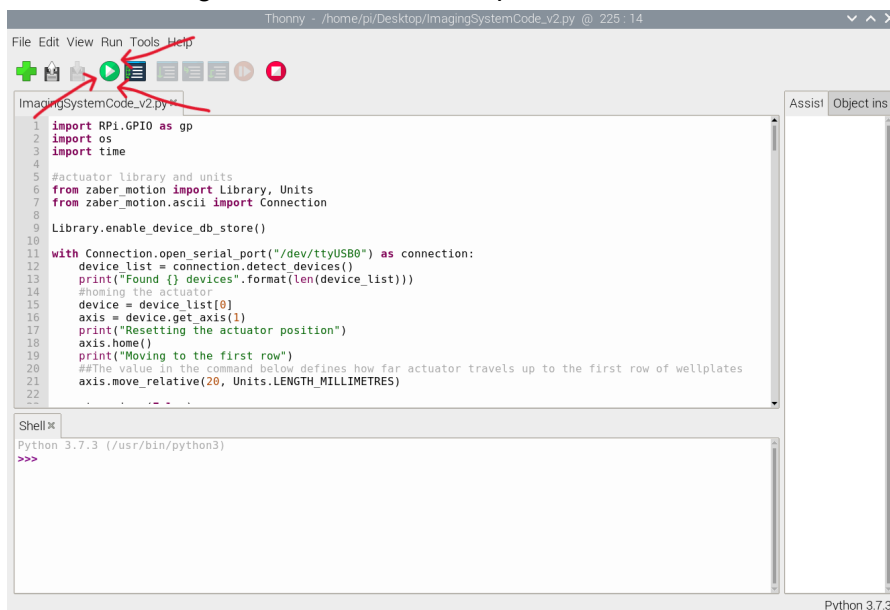 Thonny - /home/pi/Desktop/ImagingSystemCode_v2.py @ 225 : 14
File Edit View Run Tools Help
ImagingSystemCode_v2.py ×
Assist Object ins
1 import RPi.GPIO as gp
2 import os
3 import time
4
5 #actuator library and units
6 from zaber_motion import Library, Units
7 from zaber_motion.ascii import Connection
8
9 Library.enable_device_db_store()
10
11 with Connection.open_serial_port("/dev/ttyUSB0") as connection:
12     device_list = connection.detect_devices()
13     print("Found {} devices".format(len(device_list)))
14     #homing the actuator
15     device = device_list[0]
16     axis = device.get_axis(1)
17     print("Resetting the actuator position")
18     axis.home()
19     print("Moving to the first row")
20     ##The value in the command below defines how far actuator travels up to the first row of wellplates
21     axis.move_relative(20, Units.LENGTH_MILLIMETRES)
22
Shell ×
Python 3.7.3 (/usr/bin/python3)
>>>
Python 3.7.3